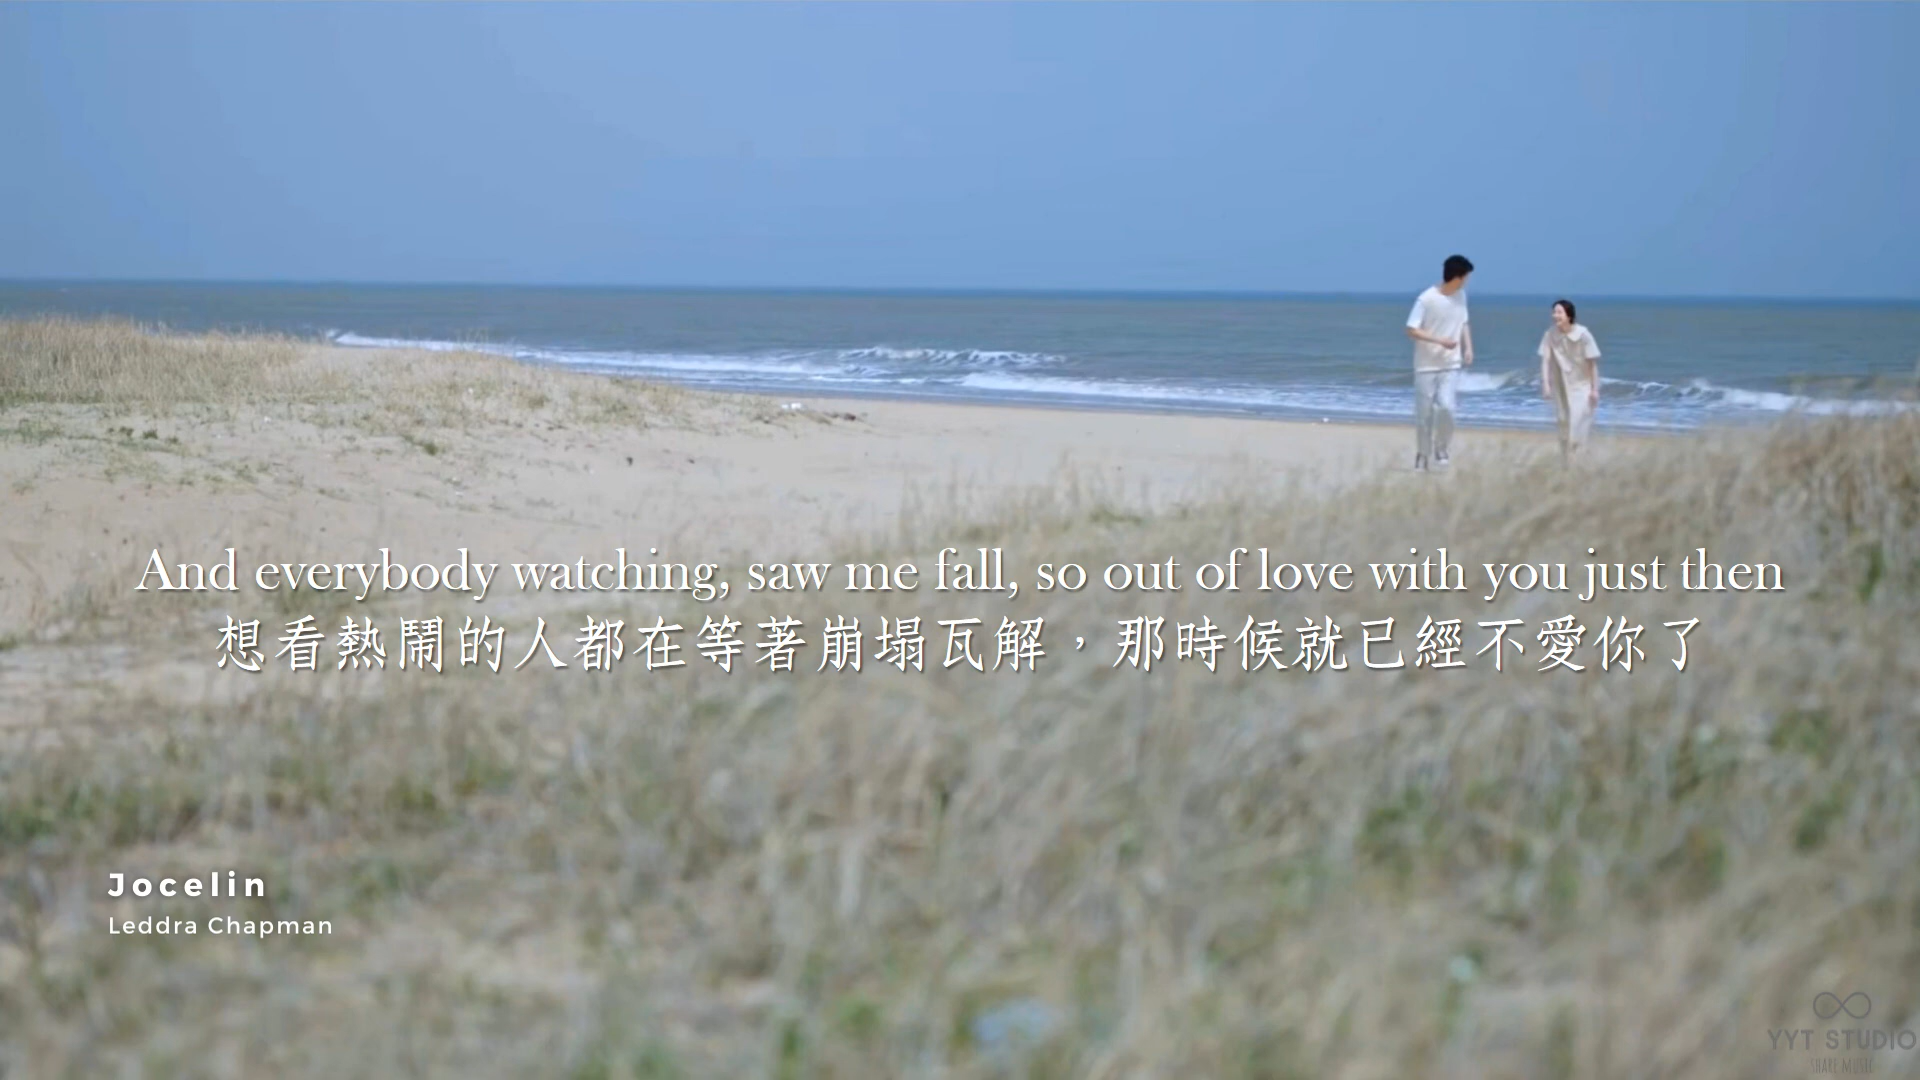 And everybody watching, saw me fall, so out of love with you just then
想看熱鬧的人都在等著崩塌瓦解，那時候就已經不愛你了
Jocelin
Leddra Chapman
YYT STUDIO
SHARE MUSIC